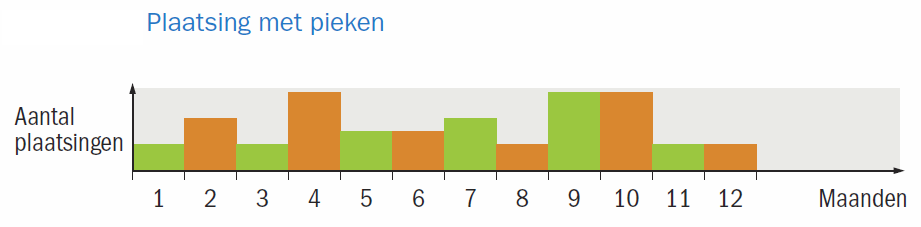 Plaatsing met pieken
Aantal
plaatsingen
1 2 3 4 5 6 7 8 9 10 11 12 Maanden